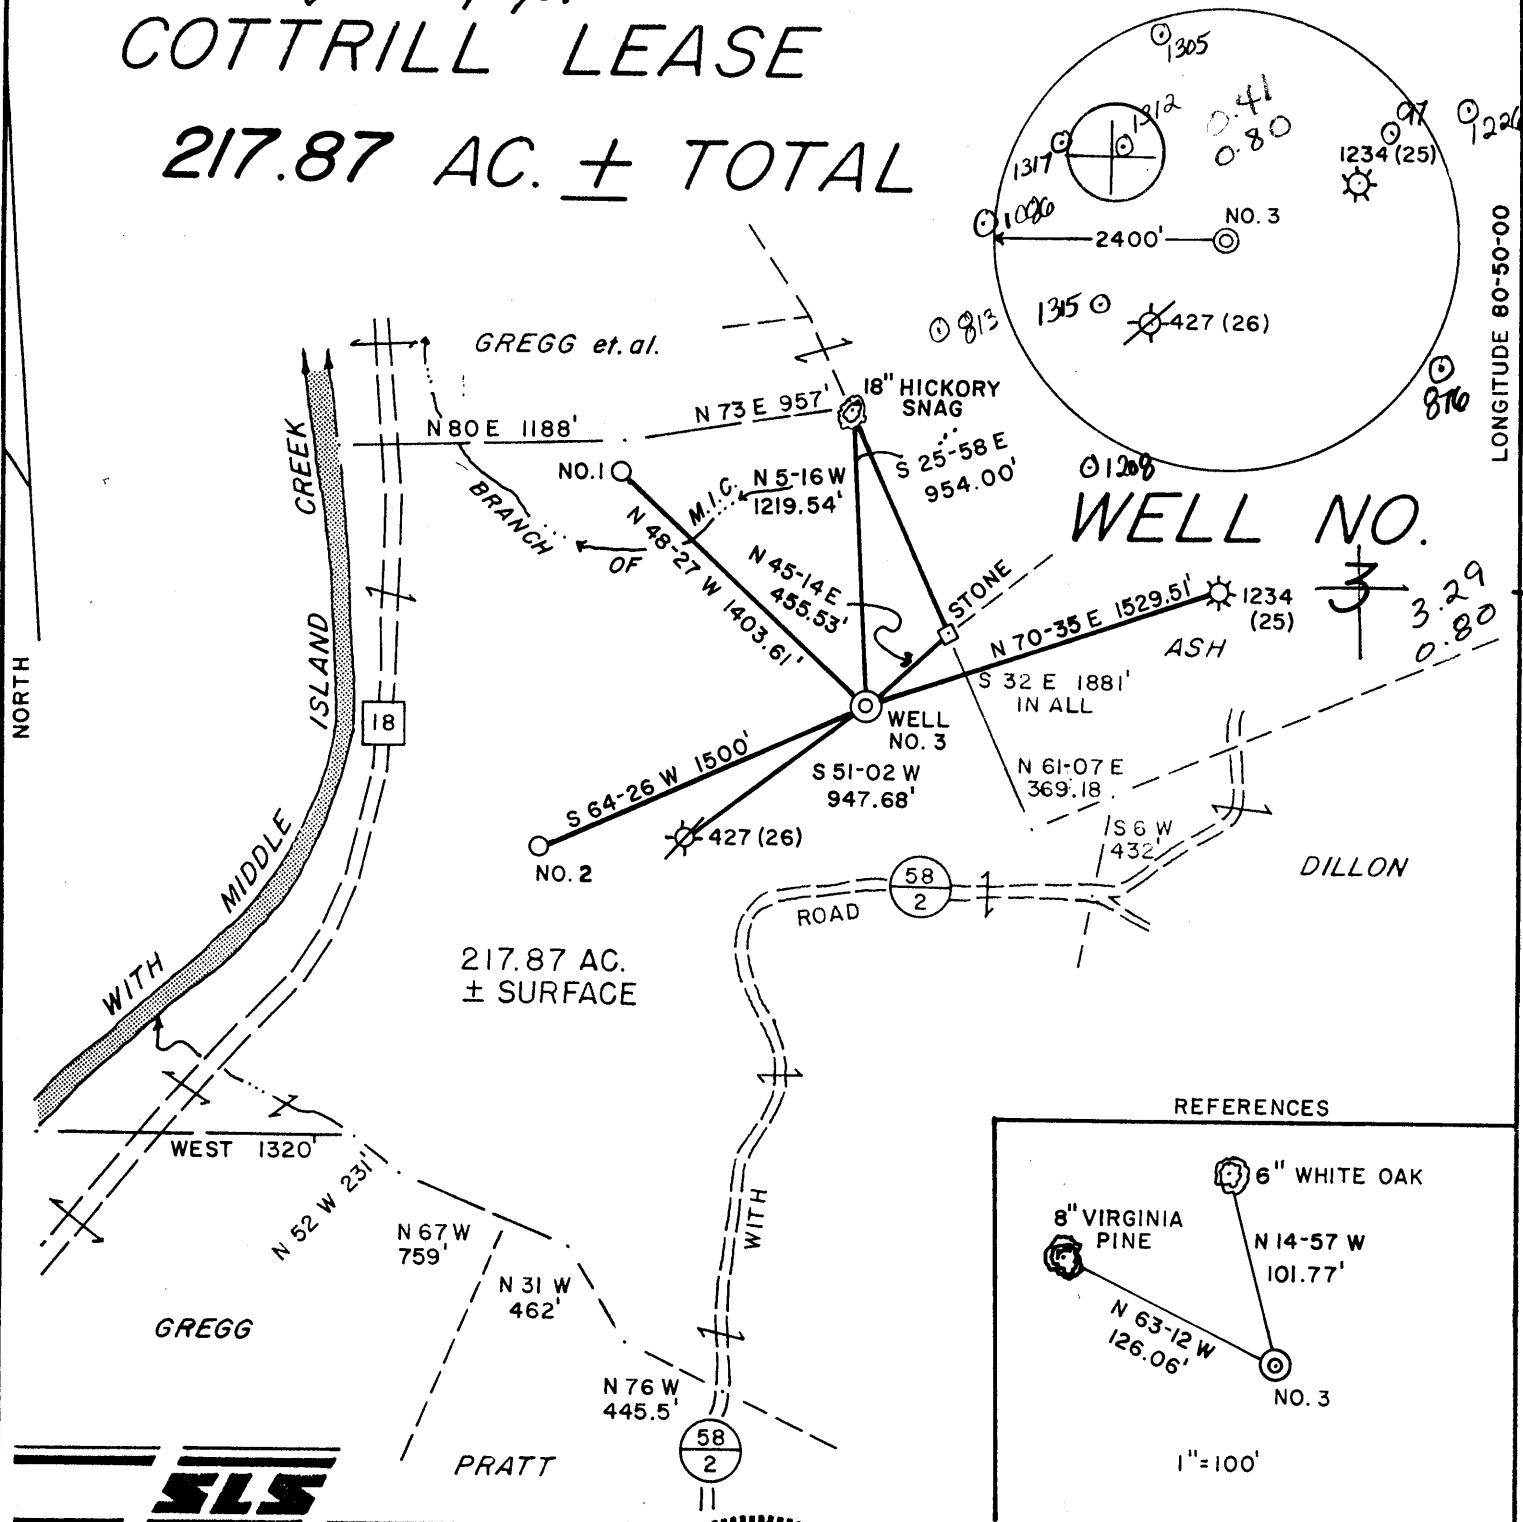 COTTRILL LEASE
217.87 AC. ± TOTAL
1305
1312
0.41
0.80
97
1226
1317
1234 (25)
1086
NO. 3
2400'
LONGITUDE 80-50-00
813
1315
427 (26)
876
1208
GREGG et.al.
18" HICKORY
SNAG
N 73 E 957'
N 80 E 1188'
S 25-58 E
954.00'
NO.1
N 5-16 W
1219.54'
M.I.C.
BRANCH
OF
CREEK
ISLAND
MIDDLE
WITH
NORTH
N 48-27 W 1403.61'
N 45-14 E
455.53'
STONE
WELL NO.
3
3.29
0.80
N 70-35 E 1529.51'
1234
(25)
ASH
S 32 E 1881'
IN ALL
18
WELL
NO. 3
S 64-26 W 1500'
S 51-02 W
947.68'
N 61-07 E
369.18
427 (26)
S 6 W
432'
NO. 2
DILLON
58
2
ROAD
217.87 AC.
± SURFACE
WEST 1320'
N 52 W 231'
N 67 W
759'
N 31 W
462'
WITH
GREGG
N 76 W
445.5'
58
2
PRATT
SLS
REFERENCES
6" WHITE OAK
8" VIRGINIA
PINE
N 14-57 W
101.77'
N 63-12 W
126.06'
NO. 3
1"=100'